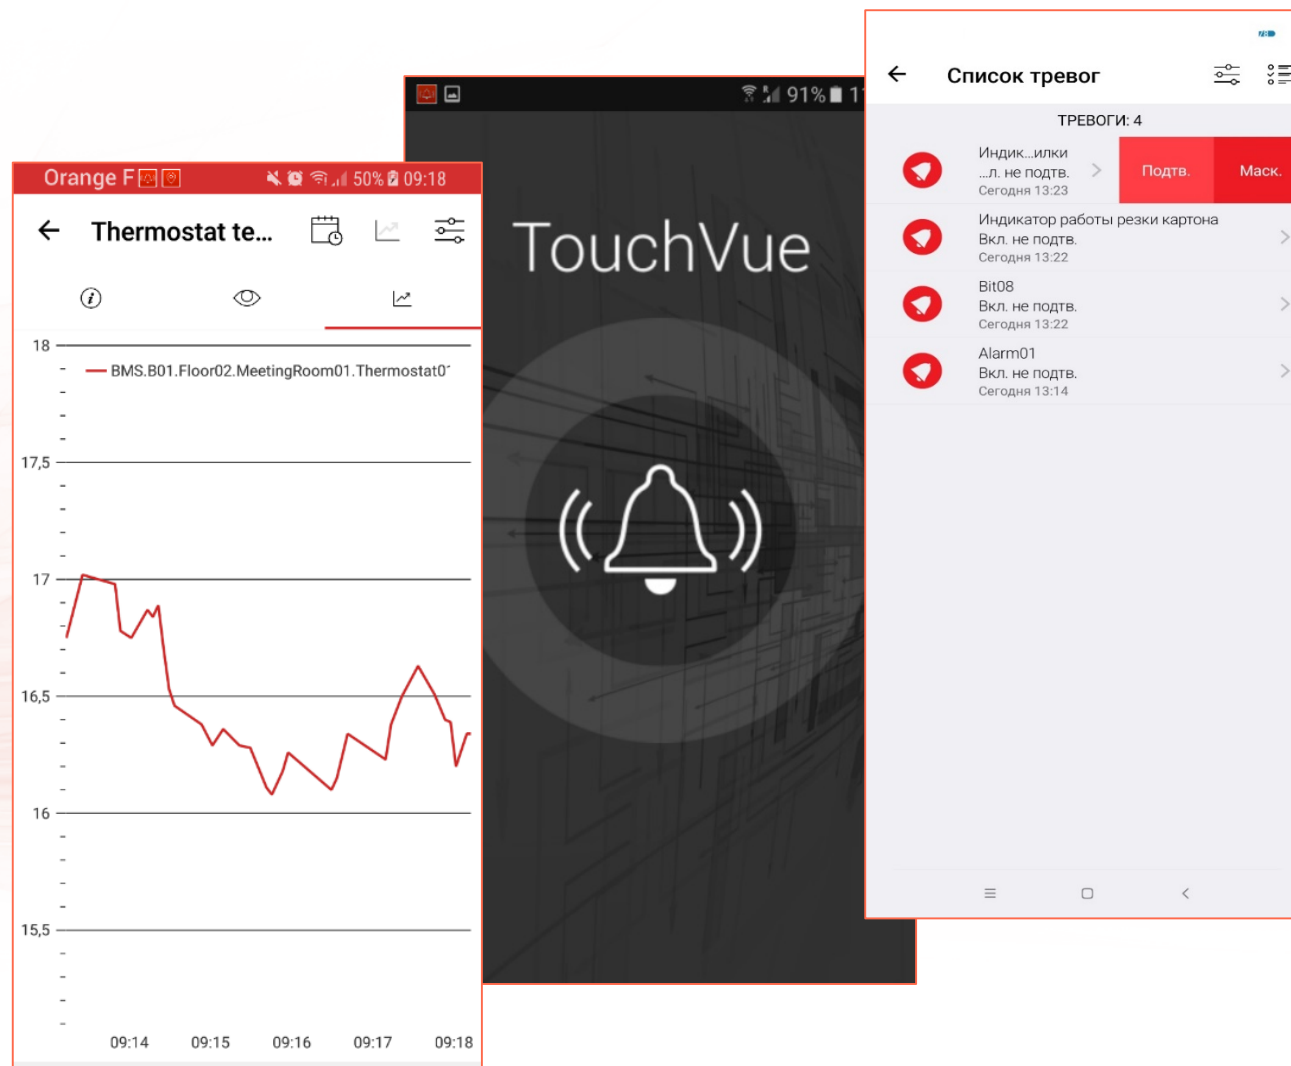 Orange F
50% 09:18
Thermostat te...
18
BMS.B01.Floor02.MeetingRoom01.Thermostat0
17,5
17
16,5
16
15,5
09:14 09:15 09:16 09:17 09:18
91%
TouchVue
Список тревог
ТРЕВОГИ: 4
Индик...илки
...л. не подтв.
Сегодня 13:23
Подтв.
Маск.
Индикатор работы резки картона
Вкл. не подтв.
Сегодня 13:22
Bit08
Вкл. не подтв.
Сегодня 13:22
Alarm01
Вкл. не подтв.
Сегодня 13:14